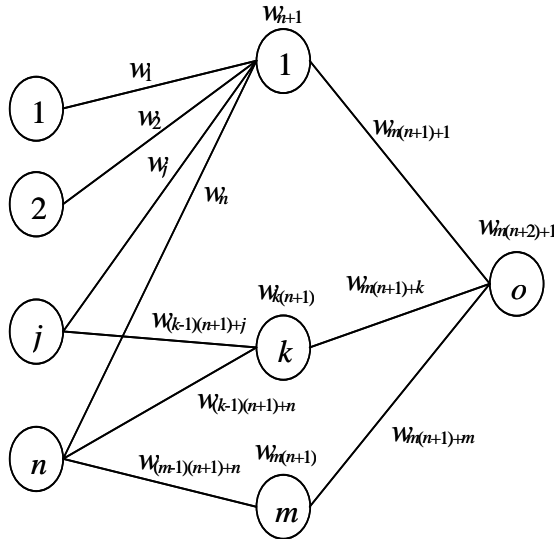 w_{n+1}
w_1
1
1
w_2
w_{m(n+1)+1}
w_j
2
w_n
w_{m(n+2)+1}
w_{k(n+1)}
w_{m(n+1)+k}
o
w_{(k-1)(n+1)+j}
j
k
w_{(k-1)(n+1)+n}
w_{m(n+1)+m}
w_{m(n+1)}
n
w_{(m-1)(n+1)+n}
m